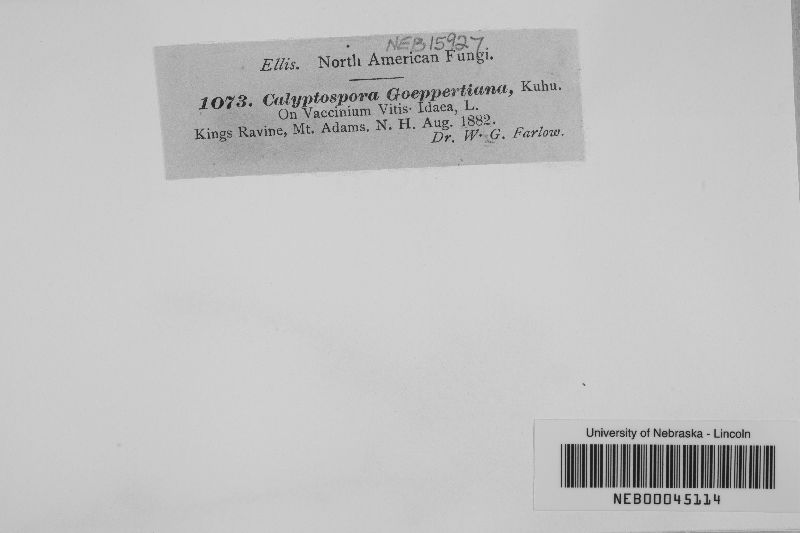 NEB15927
Ellis. North American Fungi.
1073. Calyptospora Goeppertiana, Kuhu.
On Vaccinium Vitis· Idaea, L.
Kings Ravine, Mt. Adams. N. H. Aug. 1882.
Dr. W. G. Farlow.
University of Nebraska - Lincoln
NEB00045114